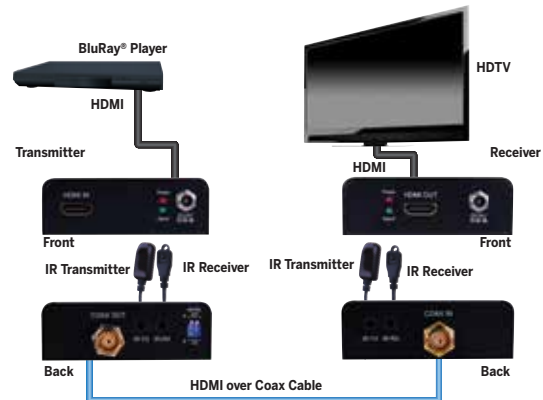 BluRay® Player
HDTV
HDMI
Transmitter
Receiver
HDMI
HDMI IN
HDMI OUT
Front
Front
IR Transmitter
IR Receiver
IR Transmitter
IR Receiver
COAX OUT
COAX IN
Back
Back
HDMI over Coax Cable